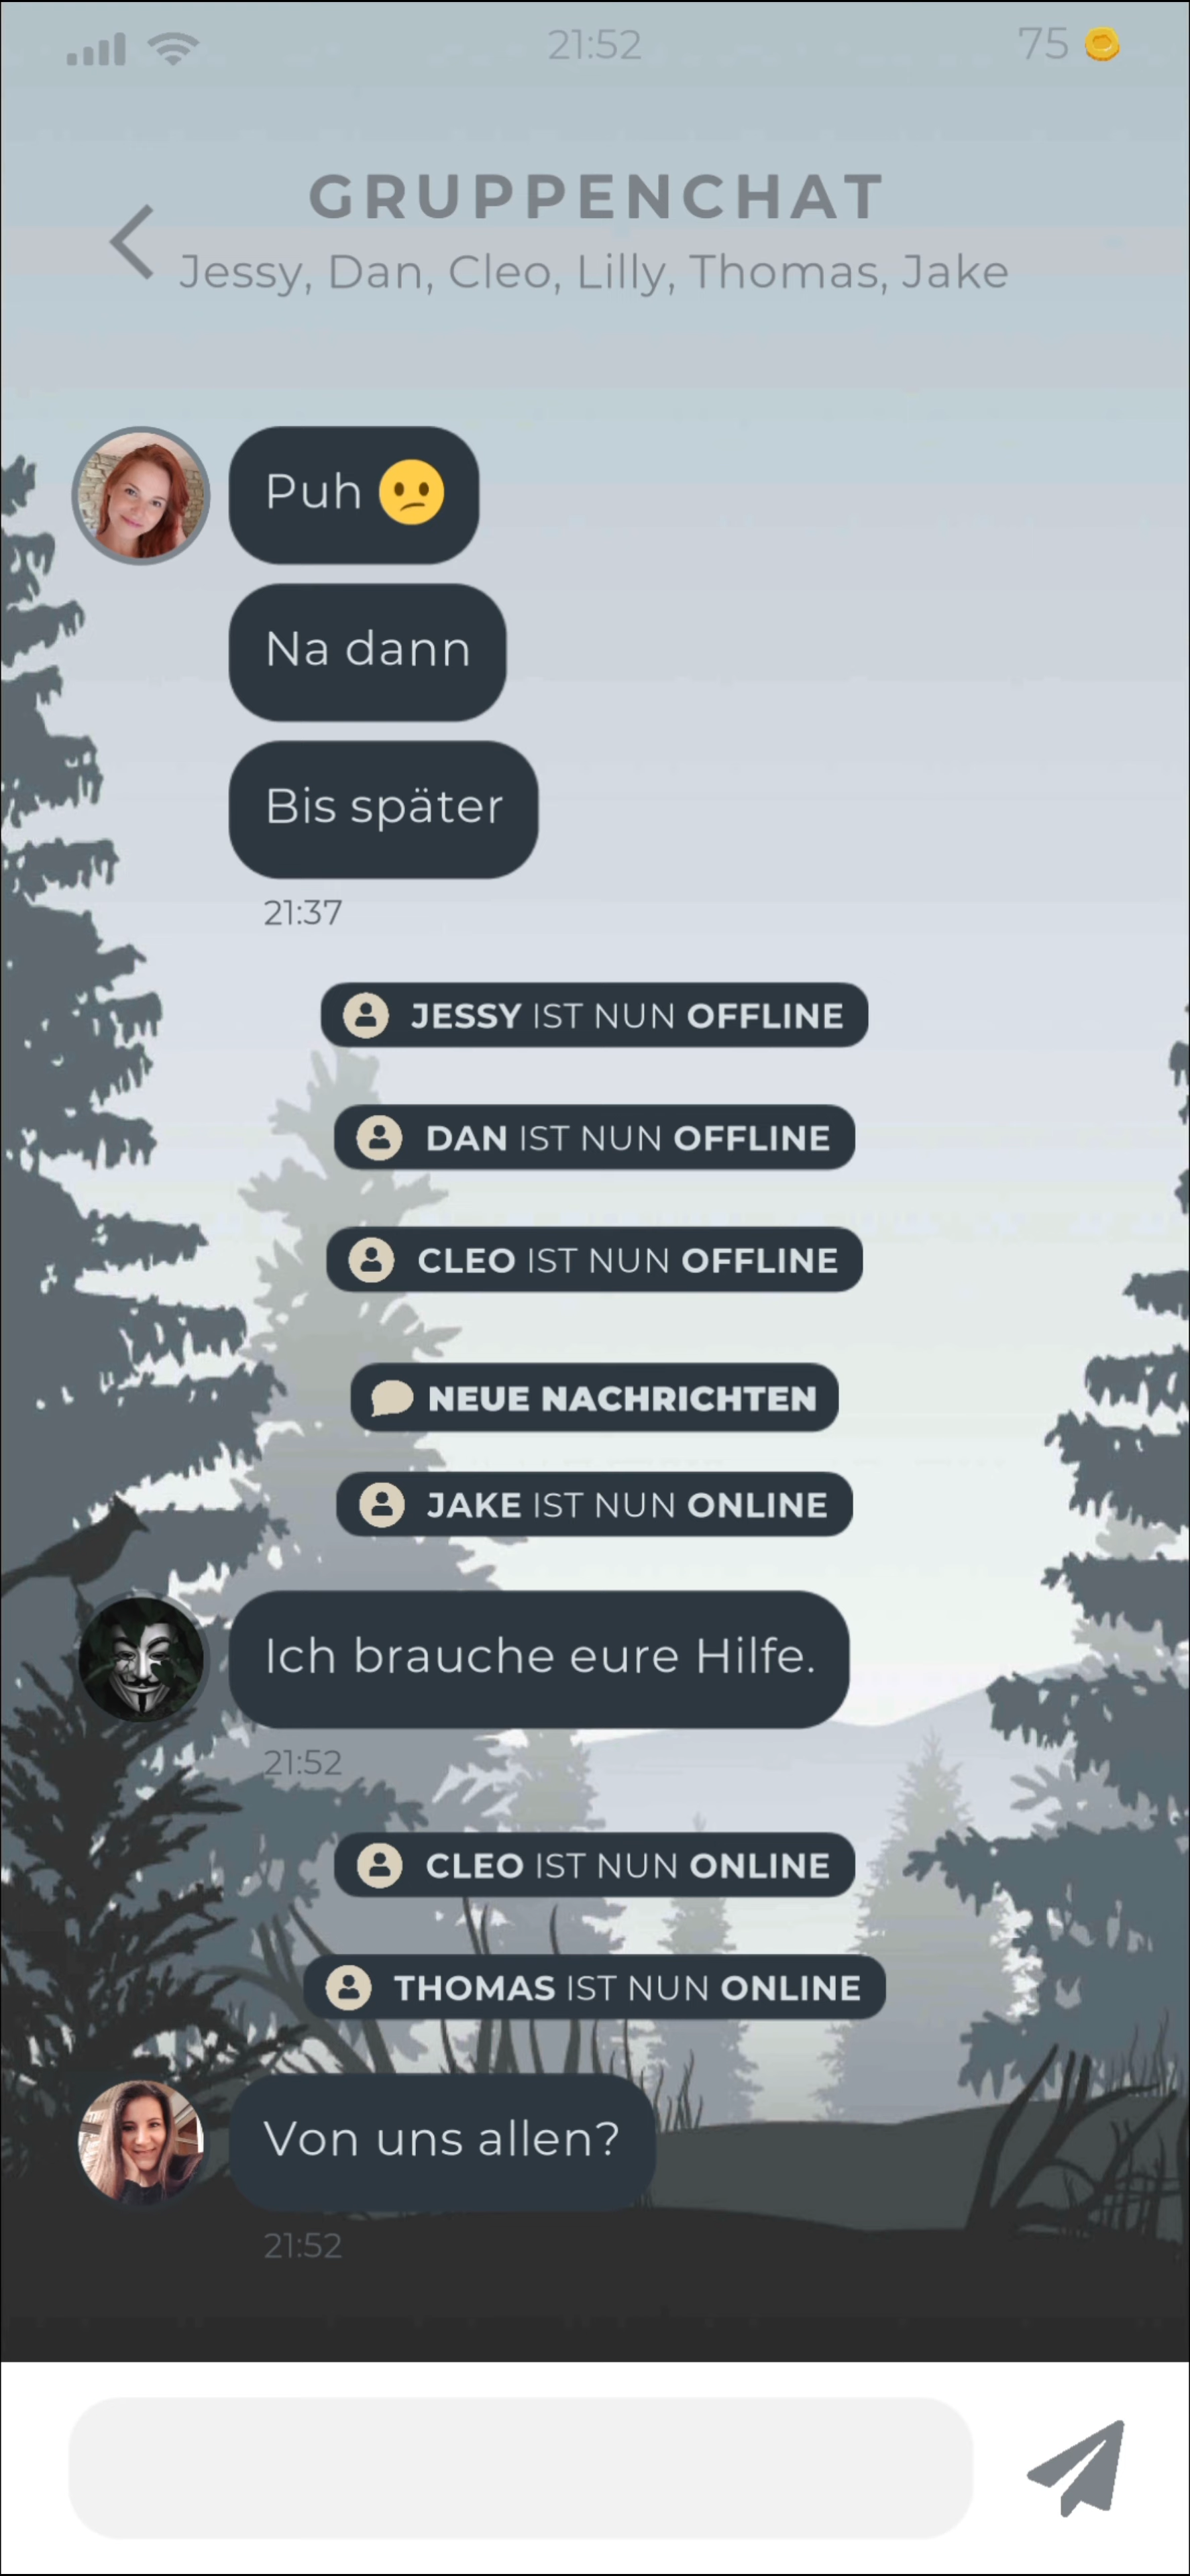 21:52
75
GRUPPENCHAT
Jessy, Dan, Cleo, Lilly, Thomas, Jake
Puh 😕
Na dann
Bis später
21:37
JESSY IST NUN OFFLINE
DAN IST NUN OFFLINE
CLEO IST NUN OFFLINE
NEUE NACHRICHTEN
JAKE IST NUN ONLINE
Ich brauche eure Hilfe.
21:52
CLEO IST NUN ONLINE
THOMAS IST NUN ONLINE
Von uns allen?
21:52